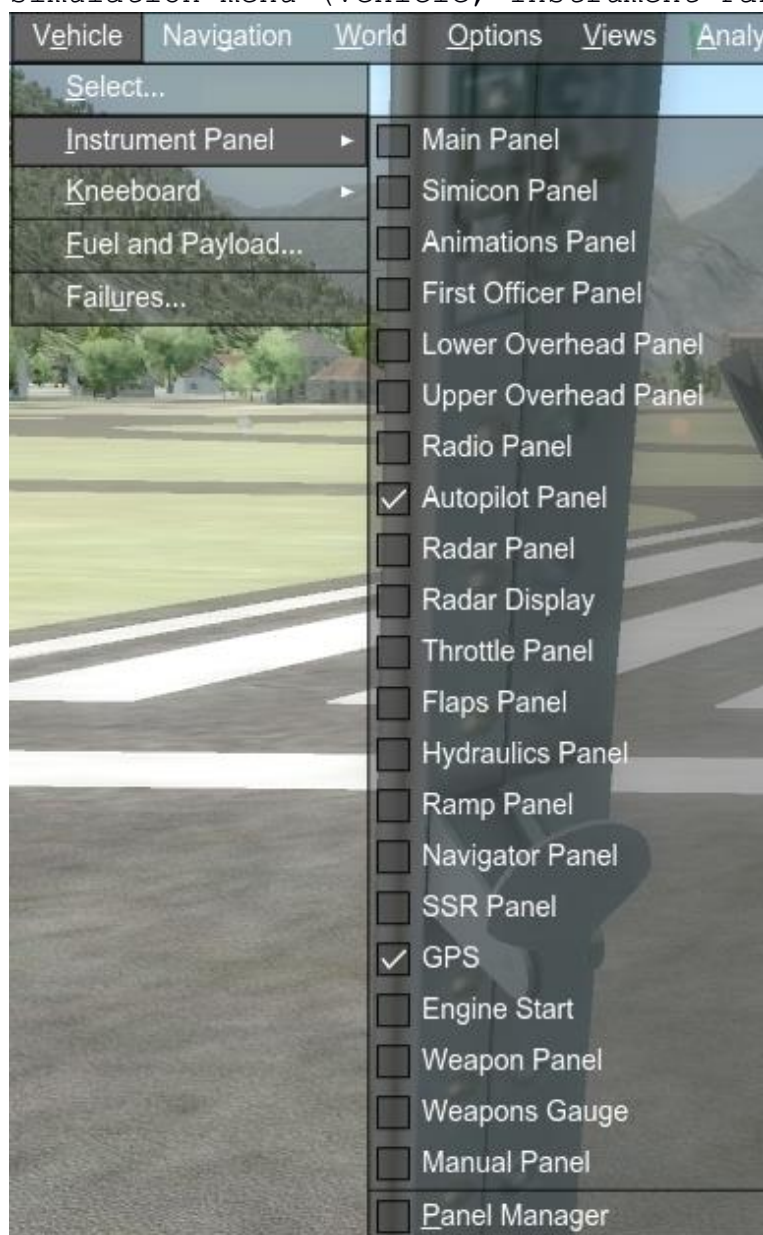 Vehicle Navigation World Options Views Analy
Select...
Instrument Panel
Kneeboard
Fuel and Payload...
Failures...
Main Panel
Simicon Panel
Animations Panel
First Officer Panel
Lower Overhead Panel
Upper Overhead Panel
Radio Panel
Autopilot Panel
Radar Panel
Radar Display
Throttle Panel
Flaps Panel
Hydraulics Panel
Ramp Panel
Navigator Panel
SSR Panel
GPS
Engine Start
Weapon Panel
Weapons Gauge
Manual Panel
Panel Manager